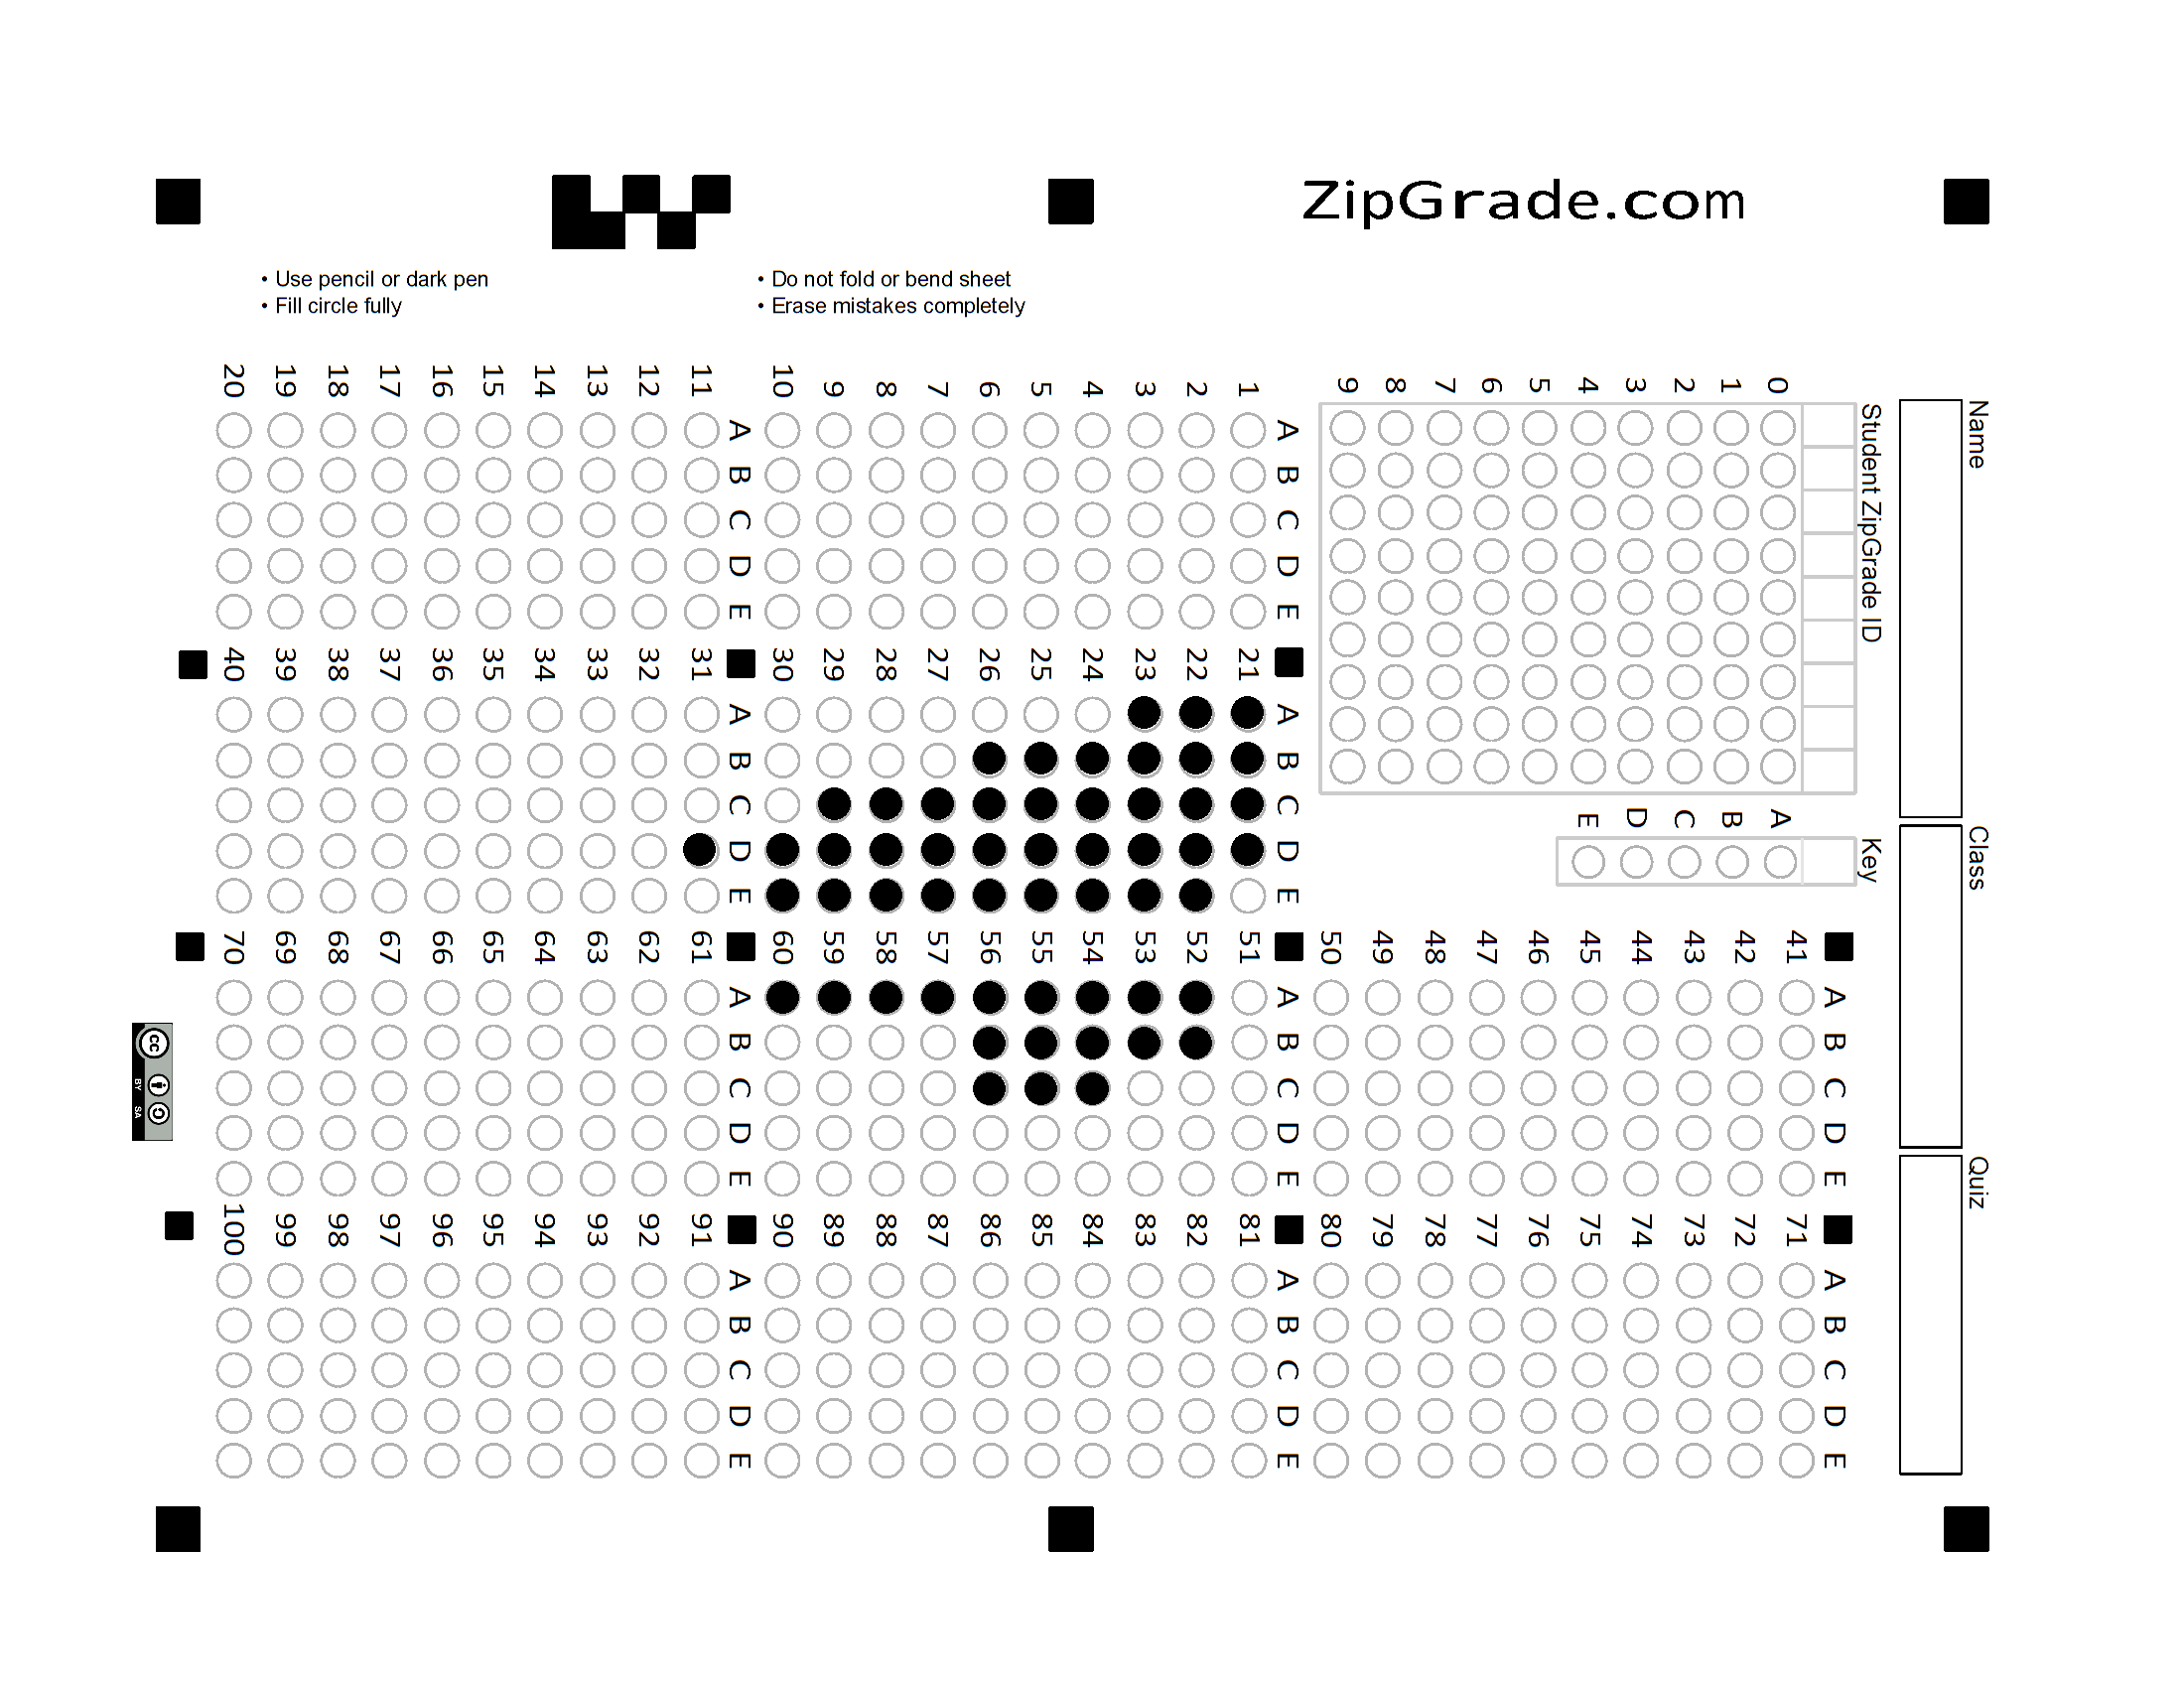 ZipGrade.com
• Use pencil or dark pen
• Fill circle fully
• Do not fold or bend sheet
• Erase mistakes completely
Name
Class
Quiz
Student ZipGrade ID
0 1 2 3 4 5 6 7 8 9
Key
A B C D E
1 2 3 4 5 6 7 8 9 10
A B C D E
11 12 13 14 15 16 17 18 19 20
A B C D E
21 22 23 24 25 26 27 28 29 30
A B C D E
31 32 33 34 35 36 37 38 39 40
A B C D E
41 42 43 44 45 46 47 48 49 50
A B C D E
51 52 53 54 55 56 57 58 59 60
A B C D E
61 62 63 64 65 66 67 68 69 70
A B C D E
71 72 73 74 75 76 77 78 79 80
A B C D E
81 82 83 84 85 86 87 88 89 90
A B C D E
91 92 93 94 95 96 97 98 99 100
A B C D E
cc
BY SA